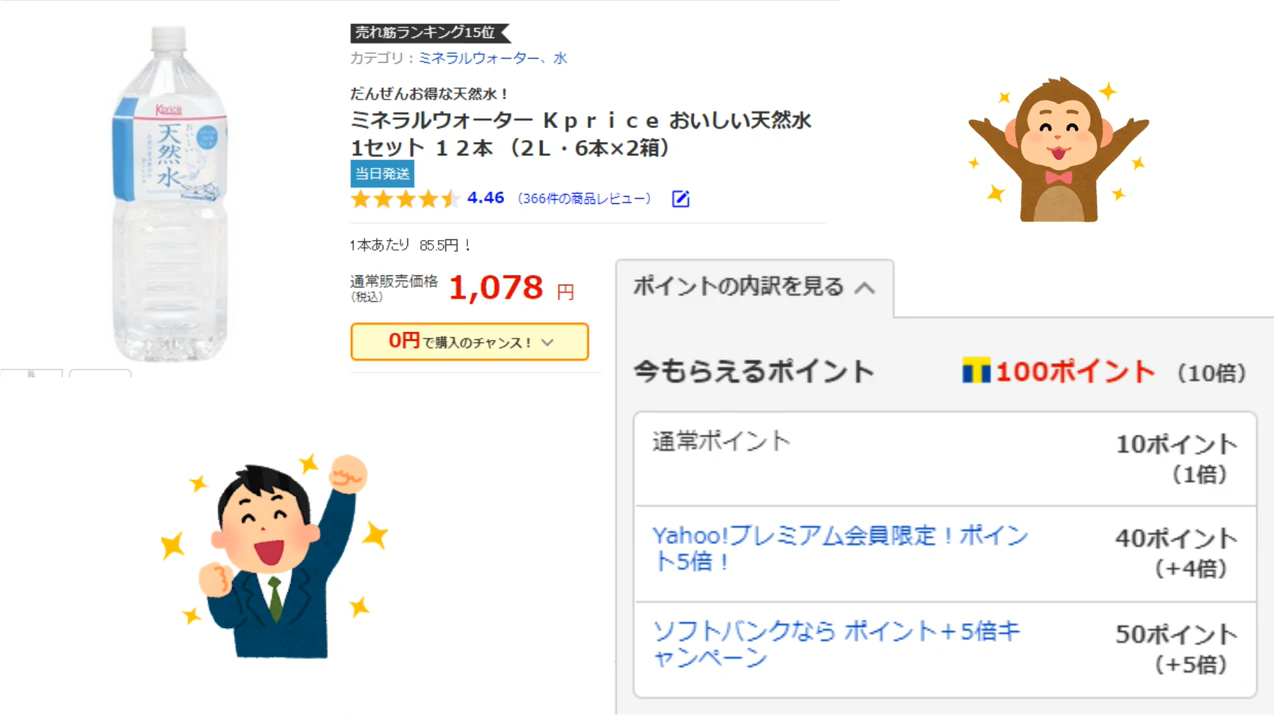 売れ筋ランキング15位
カテゴリ：ミネラルウォーター、水
だんぜんお得な天然水！
ミネラルウォーター Ｋｐｒｉｃｅ おいしい天然水
1セット １２本 （2Ｌ・6本×2箱）
当日発送
4.46 （366件の商品レビュー）
1本あたり 85.5円！
通常販売価格 1,078 円
（税込）
0円で購入のチャンス！
Kprice
おいしい
天然水
ポイントの内訳を見る
今もらえるポイント 100ポイント （10倍）
通常ポイント 10ポイント
（1倍）
Yahoo!プレミアム会員限定！ポイン
ト5倍！
40ポイント
（+4倍）
ソフトバンクなら ポイント＋5倍キ
ャンペーン
50ポイント
（+5倍）